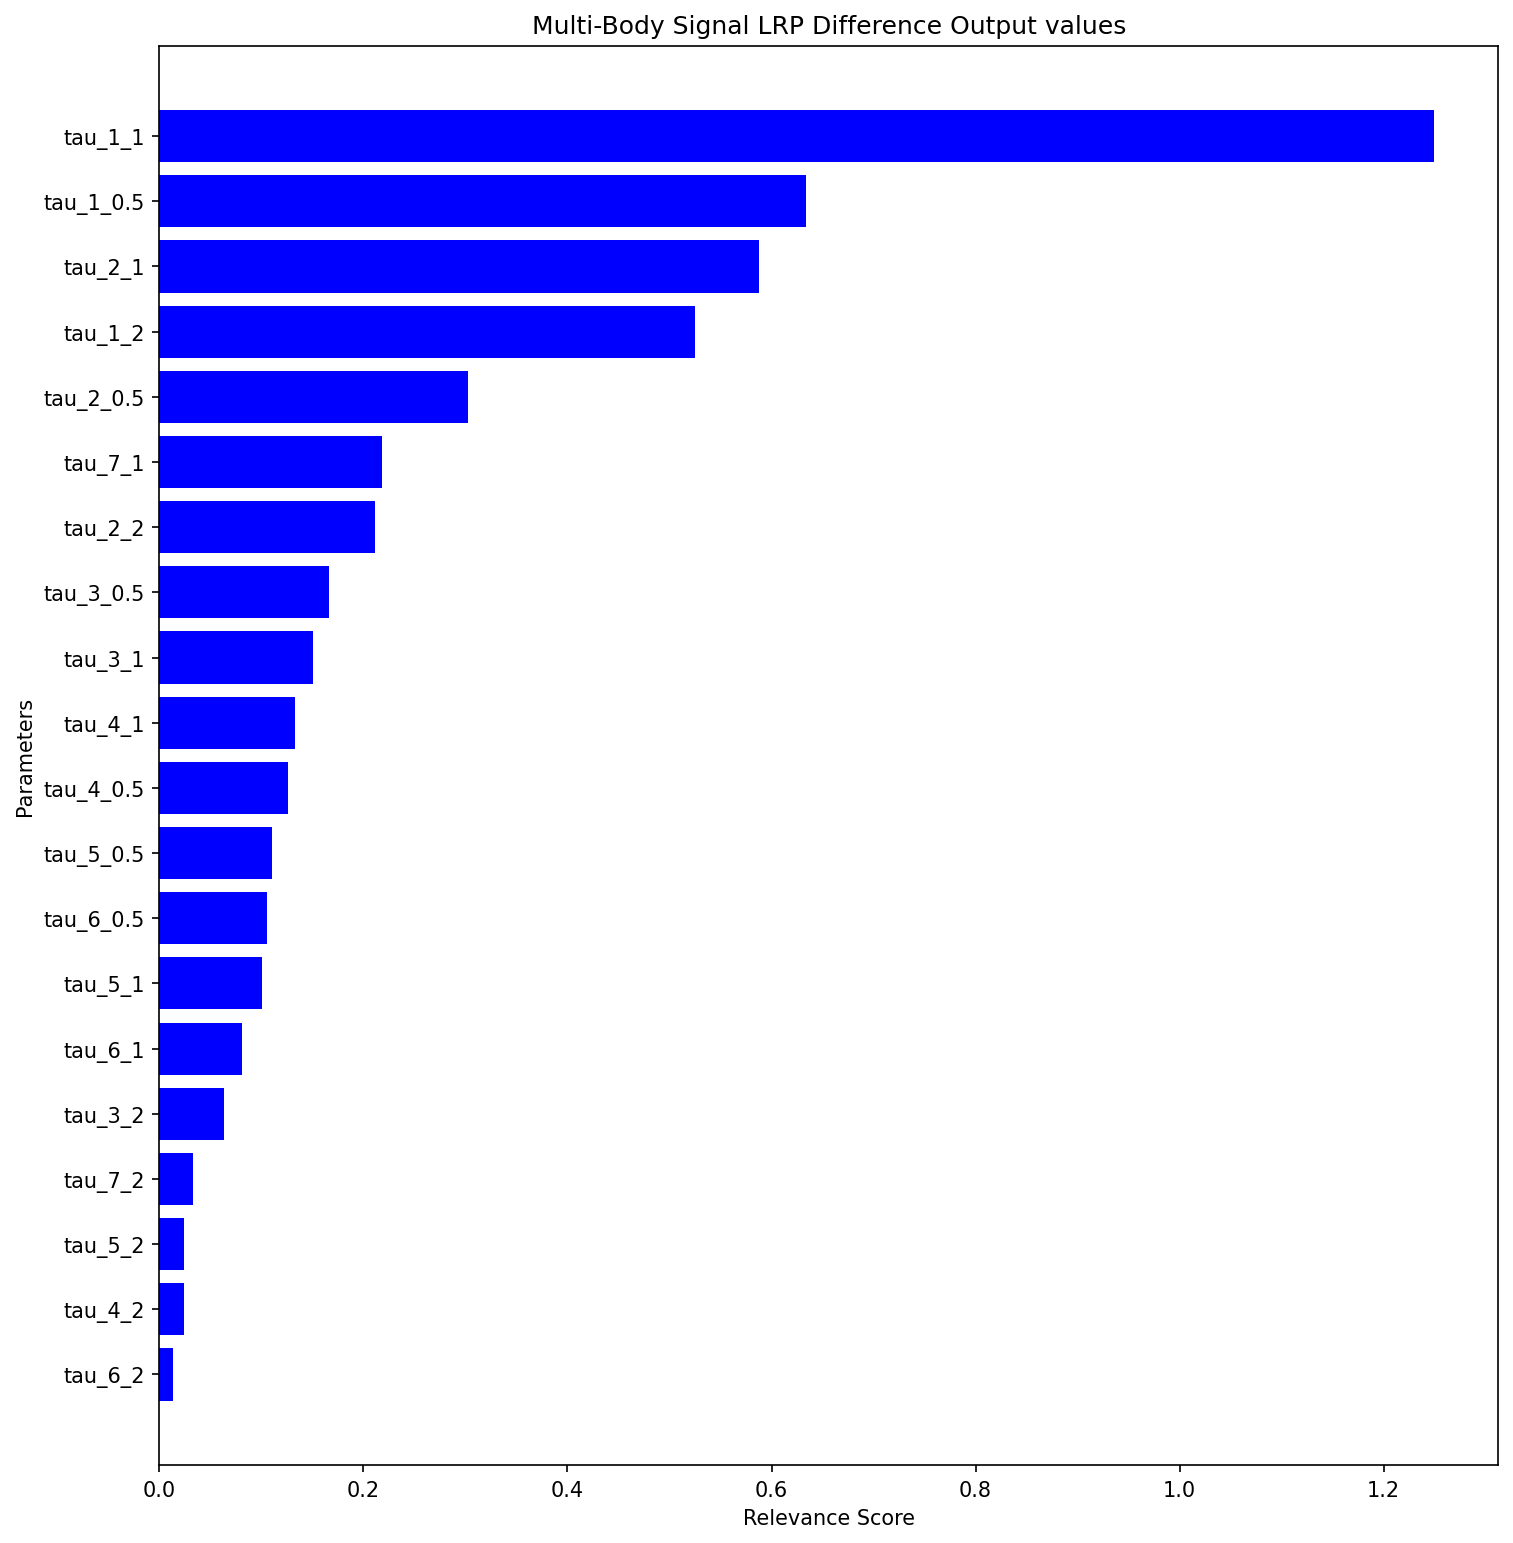 Multi-Body Signal LRP Difference Output values
tau_1_1
tau_1_0.5
tau_2_1
tau_1_2
tau_2_0.5
tau_7_1
tau_2_2
tau_3_0.5
tau_3_1
tau_4_1
tau_4_0.5
tau_5_0.5
tau_6_0.5
tau_5_1
tau_6_1
tau_3_2
tau_7_2
tau_5_2
tau_4_2
tau_6_2
Parameters
0.0 0.2 0.4 0.6 0.8 1.0 1.2
Relevance Score